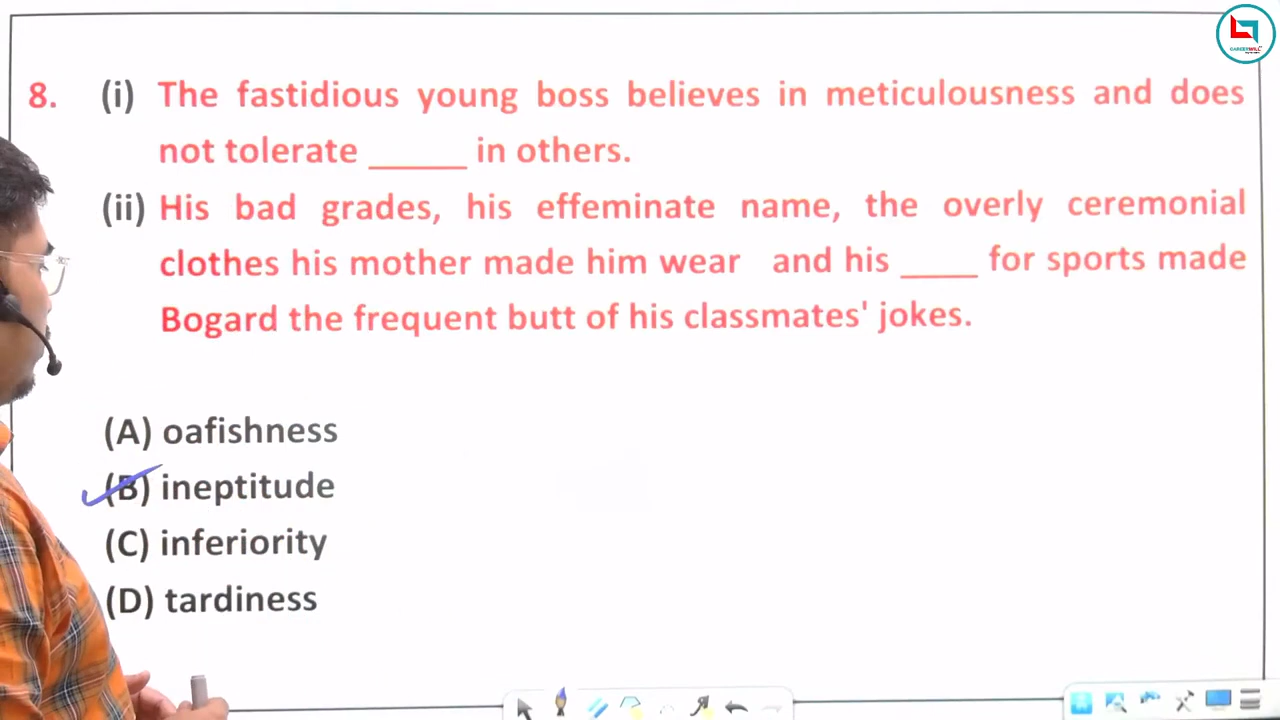 8. (i) The fastidious young boss believes in meticulousness and does
not tolerate ______ in others.
(ii) His bad grades, his effeminate name, the overly ceremonial
clothes his mother made him wear and his _____ for sports made
Bogard the frequent butt of his classmates' jokes.
(A) oafishness
(B) ineptitude
(C) inferiority
(D) tardiness